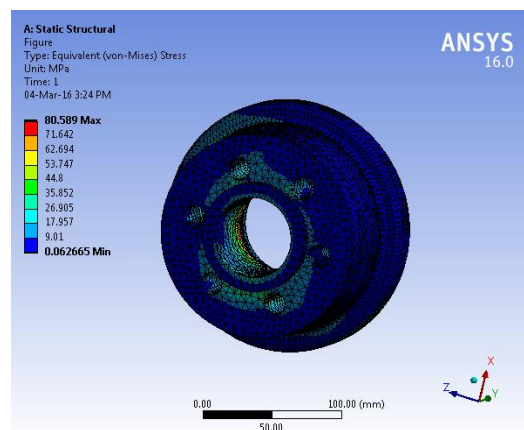 A: Static Structural
Figure
Type: Equivalent (von-Mises) Stress
Unit: MPa
Time: 1
04-Mar-16 3:24 PM
ANSYS
16.0
80.589 Max
71.642
62.694
53.747
44.8
35.852
26.905
17.957
9.01
0.062665 Min
X
Z
Y
0.00
100.00 (mm)
50.00